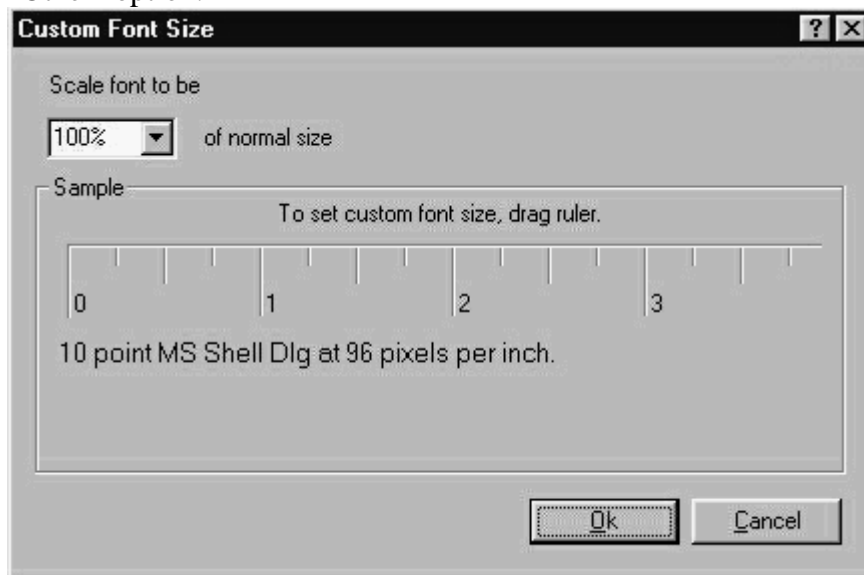 Custom Font Size
Scale font to be
100% of normal size
Sample
To set custom font size, drag ruler.
0 1 2 3
10 point MS Shell Dlg at 96 pixels per inch.
Ok Cancel